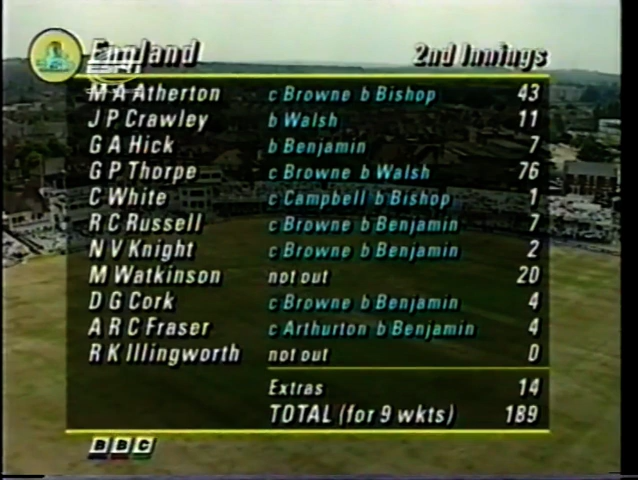 England 2nd Innings
ESPN
M A Atherton c Browne b Bishop 43
J P Crawley b Walsh 11
G A Hick b Benjamin 7
G P Thorpe c Browne b Walsh 76
C White c Campbell b Bishop 1
R C Russell c Browne b Benjamin 7
N V Knight c Browne b Benjamin 2
M Watkinson not out 20
D G Cork c Browne b Benjamin 4
A R C Fraser c Arthurton b Benjamin 4
R K Illingworth not out 0
Extras 14
TOTAL (for 9 wkts) 189
BBC